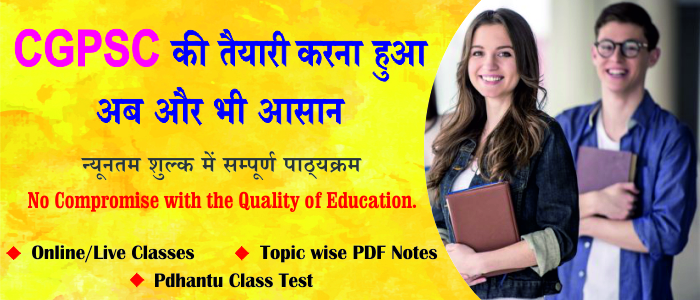 CGPSC की तैयारी करना हुआ
अब और भी आसान
न्यूनतम शुल्क में सम्पूर्ण पाठ्यक्रम
No Compromise with the Quality of Education.
◆ Online/Live Classes ◆ Topic wise PDF Notes
◆ Pdhantu Class Test